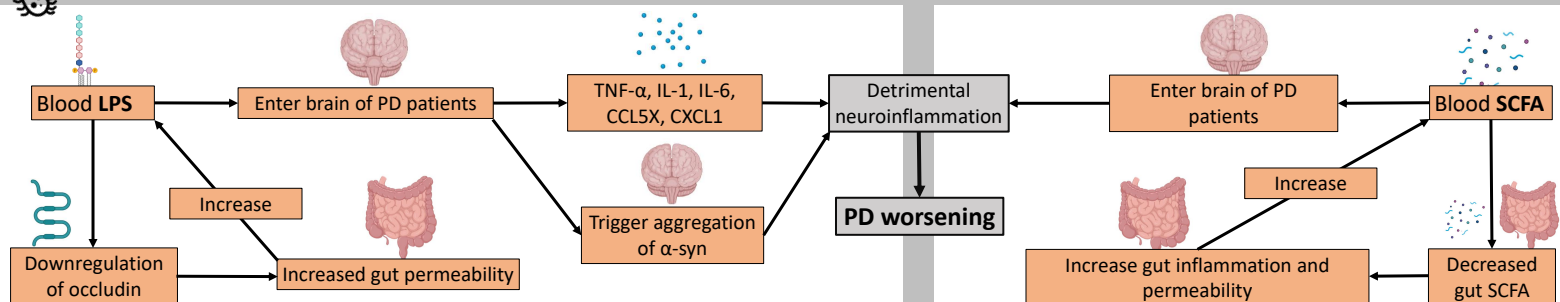 Blood LPS
Enter brain of PD patients
TNF-α, IL-1, IL-6,
CCL5X, CXCL1
Detrimental
neuroinflammation
Enter brain of PD
patients
Blood SCFA
Increase
Increase
Trigger aggregation
of α-syn
PD worsening
Downregulation
of occludin
Increased gut permeability
Increase gut inflammation and
permeability
Decreased
gut SCFA